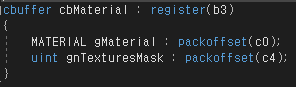 cbuffer cbMaterial : register(b3)
{
    MATERIAL gMaterial : packoffset(c0);
    uint gnTexturesMask : packoffset(c4);
}